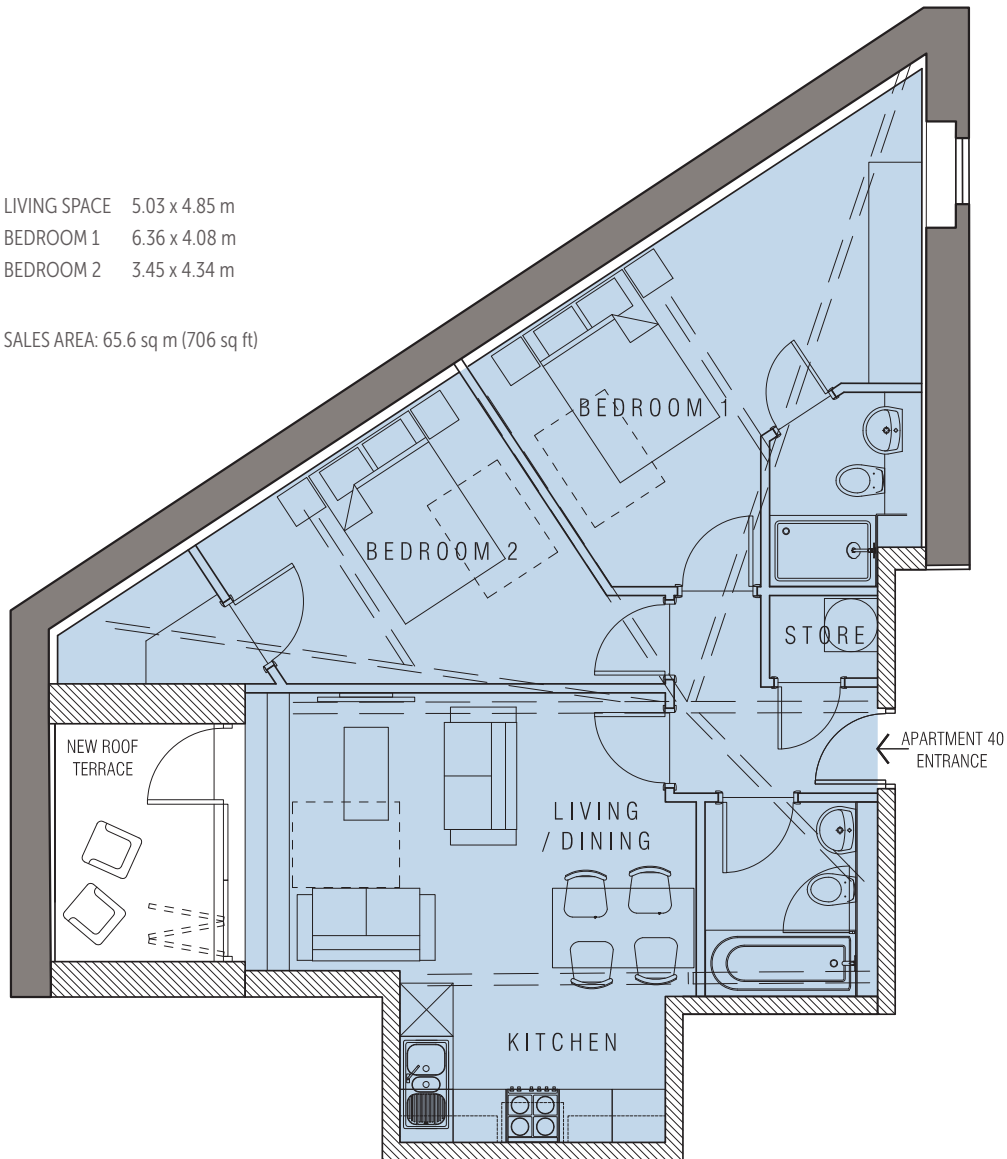 LIVING SPACE 5.03 x 4.85 m
BEDROOM 1 6.36 x 4.08 m
BEDROOM 2 3.45 x 4.34 m
SALES AREA: 65.6 sq m (706 sq ft)
BEDROOM 1
BEDROOM 2
STORE
NEW ROOF
TERRACE
APARTMENT 40
ENTRANCE
LIVING
/ DINING
KITCHEN